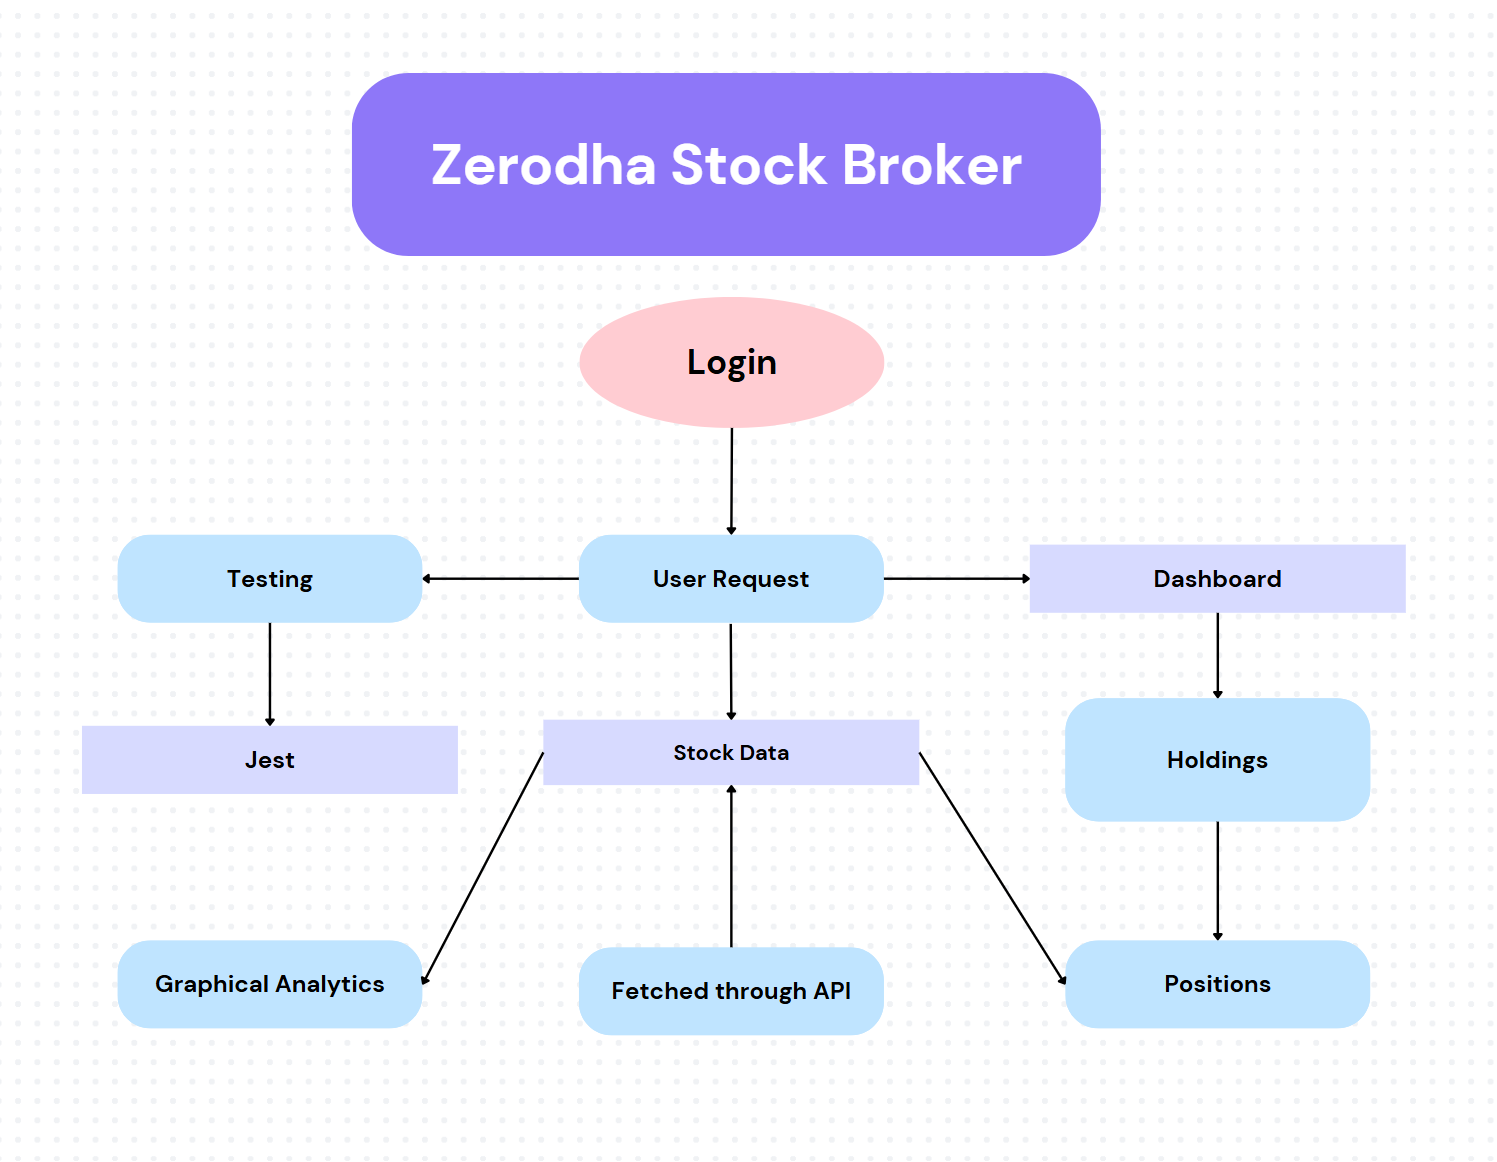 Zerodha Stock Broker
Login
Testing
User Request
Dashboard
Jest
Stock Data
Holdings
Graphical Analytics
Fetched through API
Positions